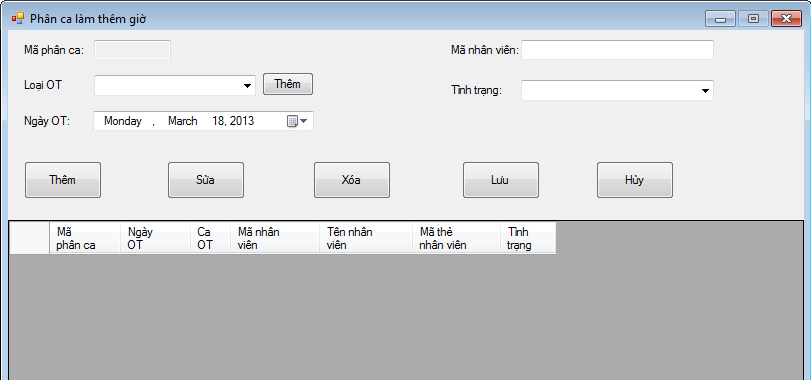 Phân ca làm thêm giờ
Mã phân ca:
Mã nhân viên:
Loại OT
Thêm
Tình trạng:
Ngày OT:
Monday , March 18, 2013
Thêm
Sửa
Xóa
Lưu
Hủy
Mã phân ca
Ngày OT
Ca OT
Mã nhân viên
Tên nhân viên
Mã thẻ nhân viên
Tình trạng